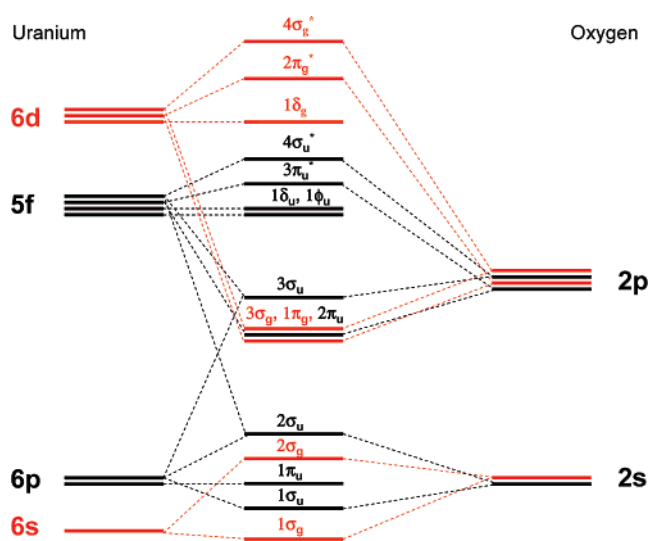 Uranium
Oxygen
4σg*
2πg*
6d
1δg
4σu*
3πu*
5f
1δu, 1ϕu
3σu
2p
3σg, 1πg, 2πu
2σu
2σg
6p
1πu
2s
1σu
6s
1σg